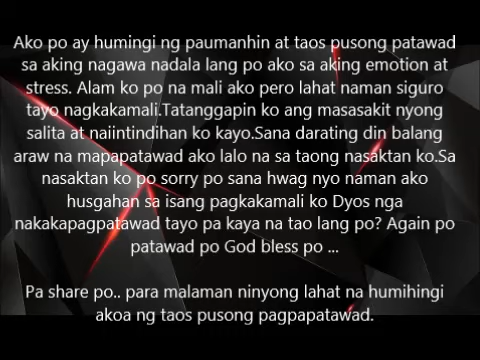 Ako po ay humingi ng paumanhin at taos pusong patawad
sa aking nagawa nadala lang po ako sa aking emotion at
stress. Alam ko po na mali ako pero lahat naman siguro
tayo nagkakamali.Tatanggapin ko ang masasakit nyong
salita at naiintindihan ko kayo.Sana darating din balang
araw na mapapatawad ako lalo na sa taong nasaktan ko.Sa
nasaktan ko po sorry po sana hwag nyo naman ako
husgahan sa isang pagkakamali ko Dyos nga
nakakapagpatawad tayo pa kaya na tao lang po? Again po
patawad po God bless po ...
Pa share po.. para malaman ninyong lahat na humihingi
akoa ng taos pusong pagpapatawad.